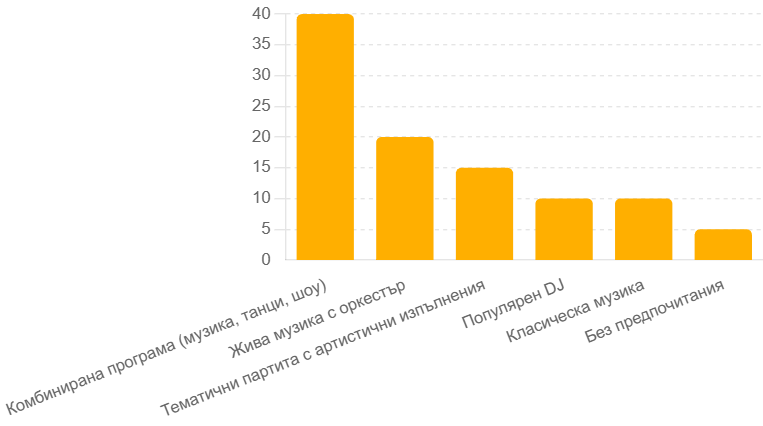 40
35
30
25
20
15
10
5
0
Комбинирана програма (музика, танци, шоу)
Жива музика с оркестър
Тематични партита с артистични изпълнения
Популярен DJ
Класическа музика
Без предпочитания